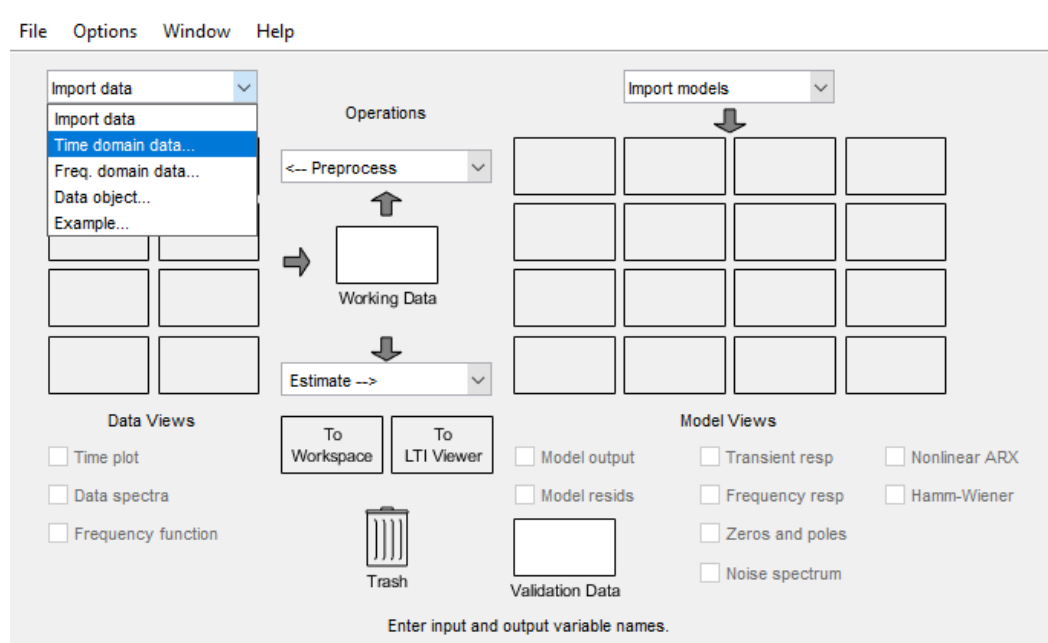 File Options Window Help
Import data
Import data
Time domain data...
Freq. domain data...
Data object...
Example...
Operations
<-- Preprocess
Working Data
Estimate -->
To Workspace
To LTI Viewer
Import models
Data Views
Time plot
Data spectra
Frequency function
Trash
Model Views
Model output
Model resids
Transient resp
Frequency resp
Zeros and poles
Noise spectrum
Nonlinear ARX
Hamm-Wiener
Validation Data
Enter input and output variable names.